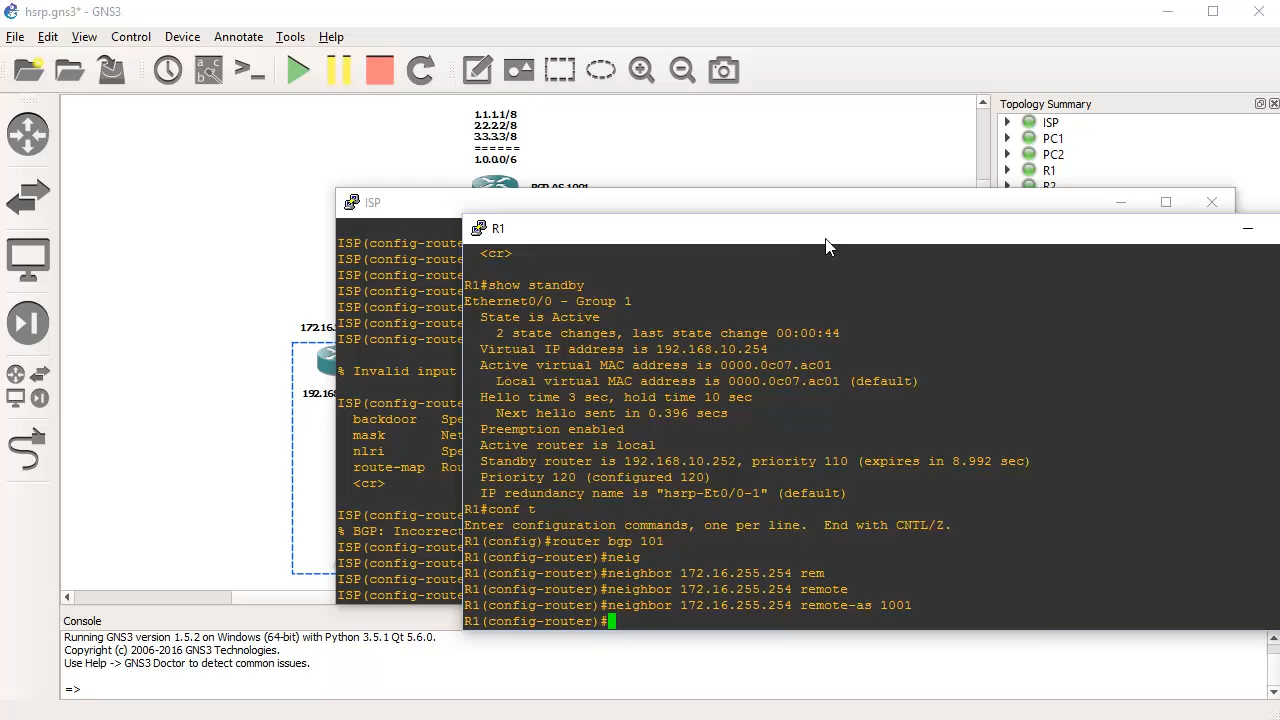 hsrp.gns3* - GNS3
File Edit View Control Device Annotate Tools Help
Topology Summary
ISP
PC1
PC2
R1
R2
1.1.1.1/8
2.2.2.2/8
3.3.3.3/8
======
1.0.0.0/6
BGP AS 1001
172.16.
192.168
ISP
ISP(config-route
ISP(config-route
ISP(config-route
ISP(config-route
ISP(config-route
ISP(config-route
ISP(config-route
% Invalid input
ISP(config-route
backdoor Spe
mask Net
nlri Spe
route-map Rou
<cr>
ISP(config-route
% BGP: Incorrect
ISP(config-route
ISP(config-route
ISP(config-route
ISP(config-route
R1
<cr>
R1#show standby
Ethernet0/0 - Group 1
State is Active
2 state changes, last state change 00:00:44
Virtual IP address is 192.168.10.254
Active virtual MAC address is 0000.0c07.ac01
Local virtual MAC address is 0000.0c07.ac01 (default)
Hello time 3 sec, hold time 10 sec
Next hello sent in 0.396 secs
Preemption enabled
Active router is local
Standby router is 192.168.10.252, priority 110 (expires in 8.992 sec)
Priority 120 (configured 120)
IP redundancy name is "hsrp-Et0/0-1" (default)
R1#conf t
Enter configuration commands, one per line.  End with CNTL/Z.
R1(config)#router bgp 101
R1(config-router)#neig
R1(config-router)#neighbor 172.16.255.254 rem
R1(config-router)#neighbor 172.16.255.254 remote
R1(config-router)#neighbor 172.16.255.254 remote-as 1001
R1(config-router)#
Console
Running GNS3 version 1.5.2 on Windows (64-bit) with Python 3.5.1 Qt 5.6.0.
Copyright (c) 2006-2016 GNS3 Technologies.
Use Help -> GNS3 Doctor to detect common issues.
=>